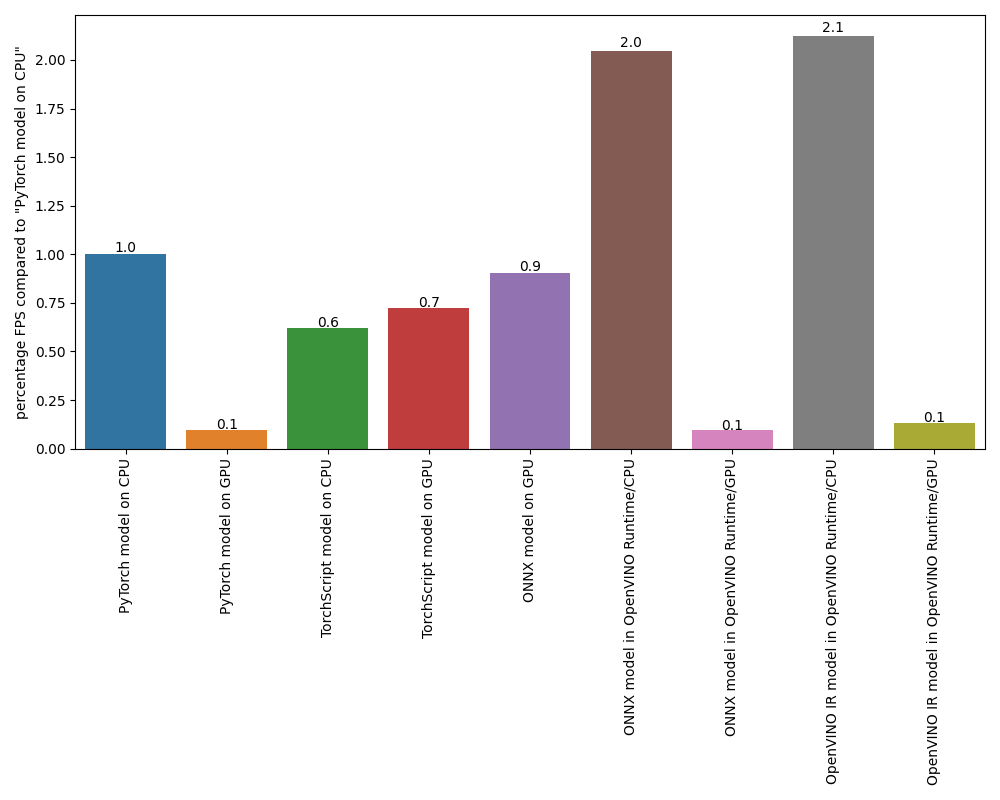 percentage FPS compared to "PyTorch model on CPU"
2.00
1.75
1.50
1.25
1.00
0.75
0.50
0.25
0.00
1.0
0.1
0.6
0.7
0.9
2.0
0.1
2.1
0.1
PyTorch model on CPU
PyTorch model on GPU
TorchScript model on CPU
TorchScript model on GPU
ONNX model on GPU
ONNX model in OpenVINO Runtime/CPU
ONNX model in OpenVINO Runtime/GPU
OpenVINO IR model in OpenVINO Runtime/CPU
OpenVINO IR model in OpenVINO Runtime/GPU